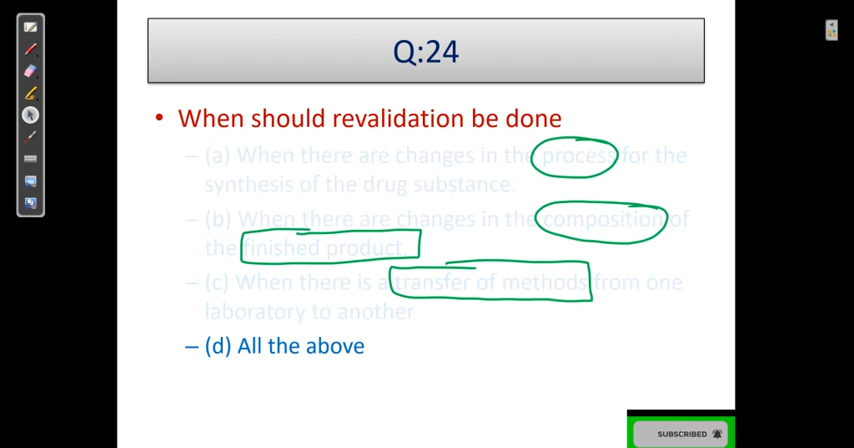 Q:24
• When should revalidation be done
– (a) When there are changes in the process for the
synthesis of the drug substance.
– (b) When there are changes in the composition of
the finished product.
– (c) When there is a transfer of methods from one
laboratory to another
– (d) All the above
SUBSCRIBED